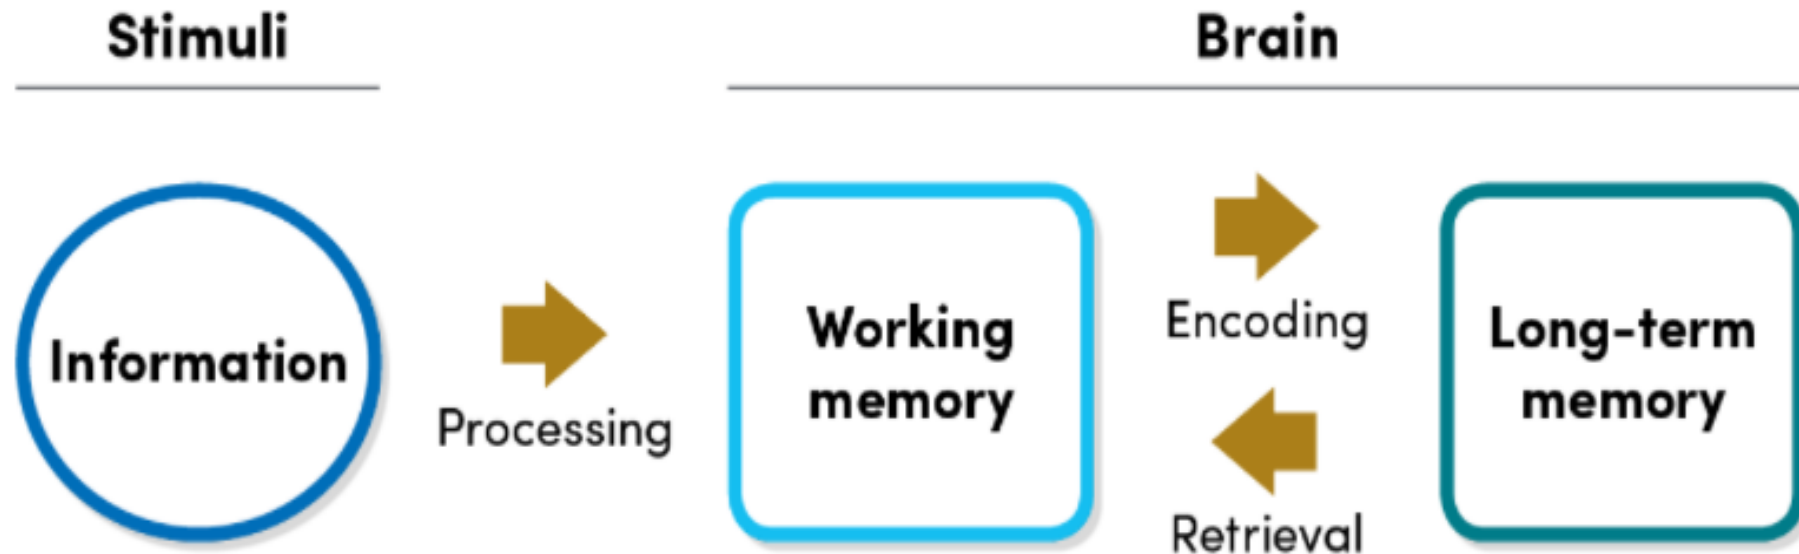 Stimuli
Brain
Information
Processing
Working
memory
Encoding
Retrieval
Long-term
memory